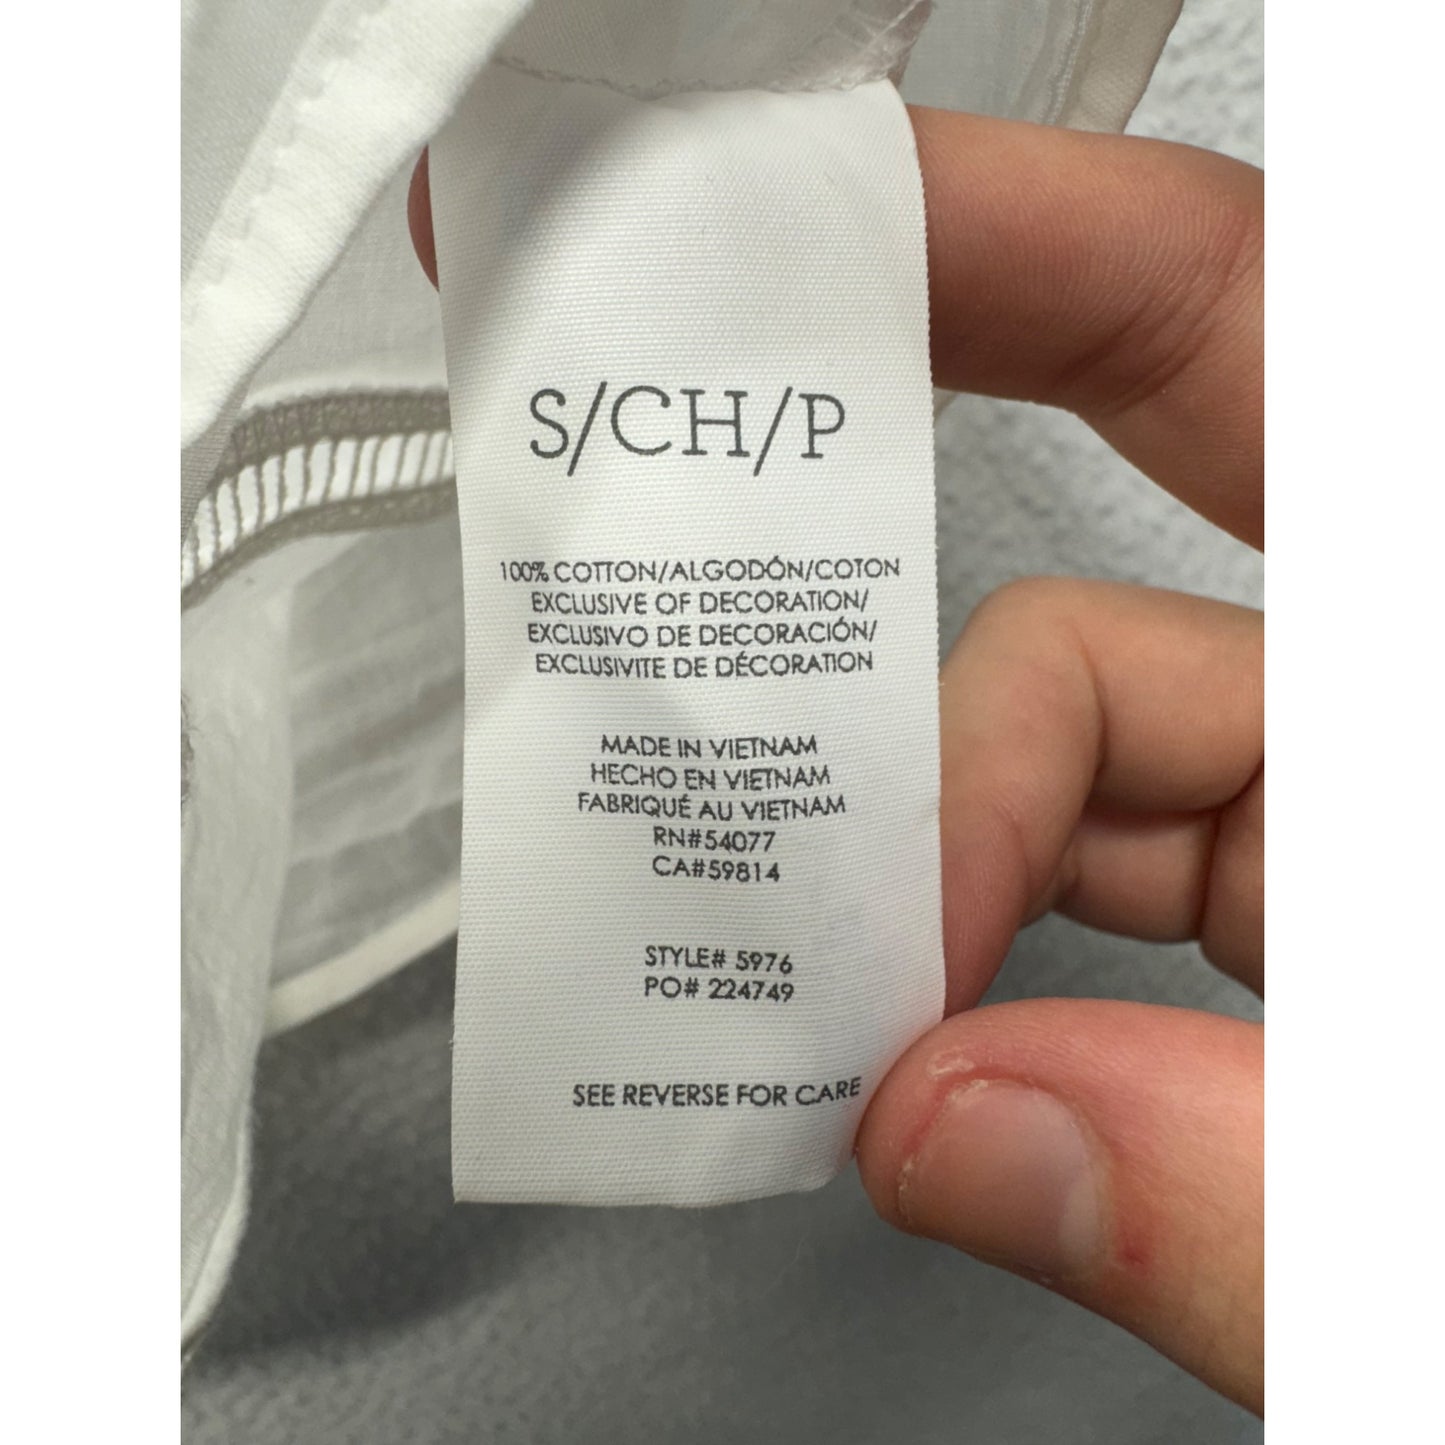 S/CH/P
100% COTTON/ALGODÓN/COTON
EXCLUSIVE OF DECORATION/
EXCLUSIVO DE DECORACIÓN/
EXCLUSIVITE DE DÉCORATION
MADE IN VIETNAM
HECHO EN VIETNAM
FABRIQUÉ AU VIETNAM
RN#54077
CA#59814
STYLE# 5976
PO# 224749
SEE REVERSE FOR CARE